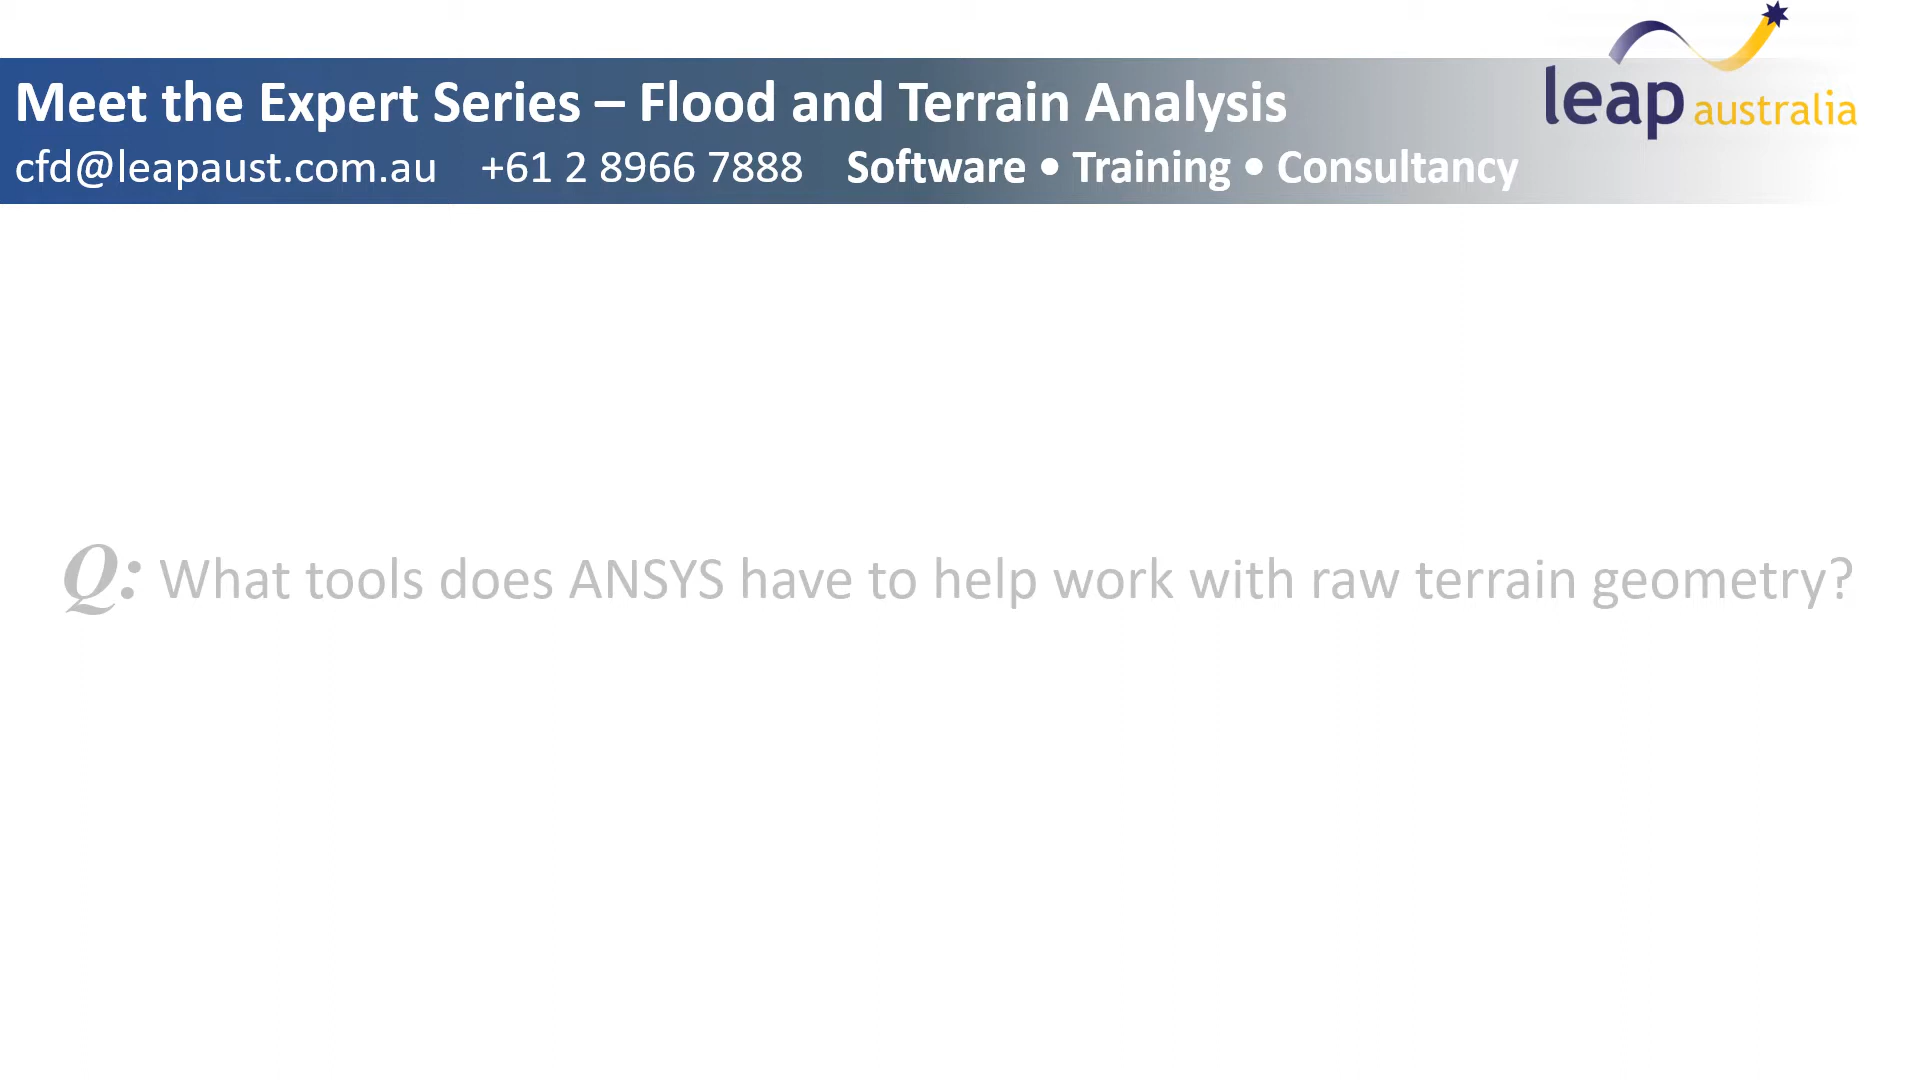 Meet the Expert Series – Flood and Terrain Analysis
cfd@leapaust.com.au +61 2 8966 7888 Software • Training • Consultancy
leap australia
Q: What tools does ANSYS have to help work with raw terrain geometry?